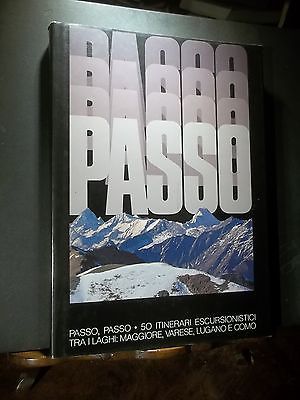 PASSO
PASSO
PASSO
PASSO
PASSO, PASSO • 50 ITINERARI ESCURSIONISTICI
TRA I LAGHI: MAGGIORE, VARESE, LUGANO E COMO